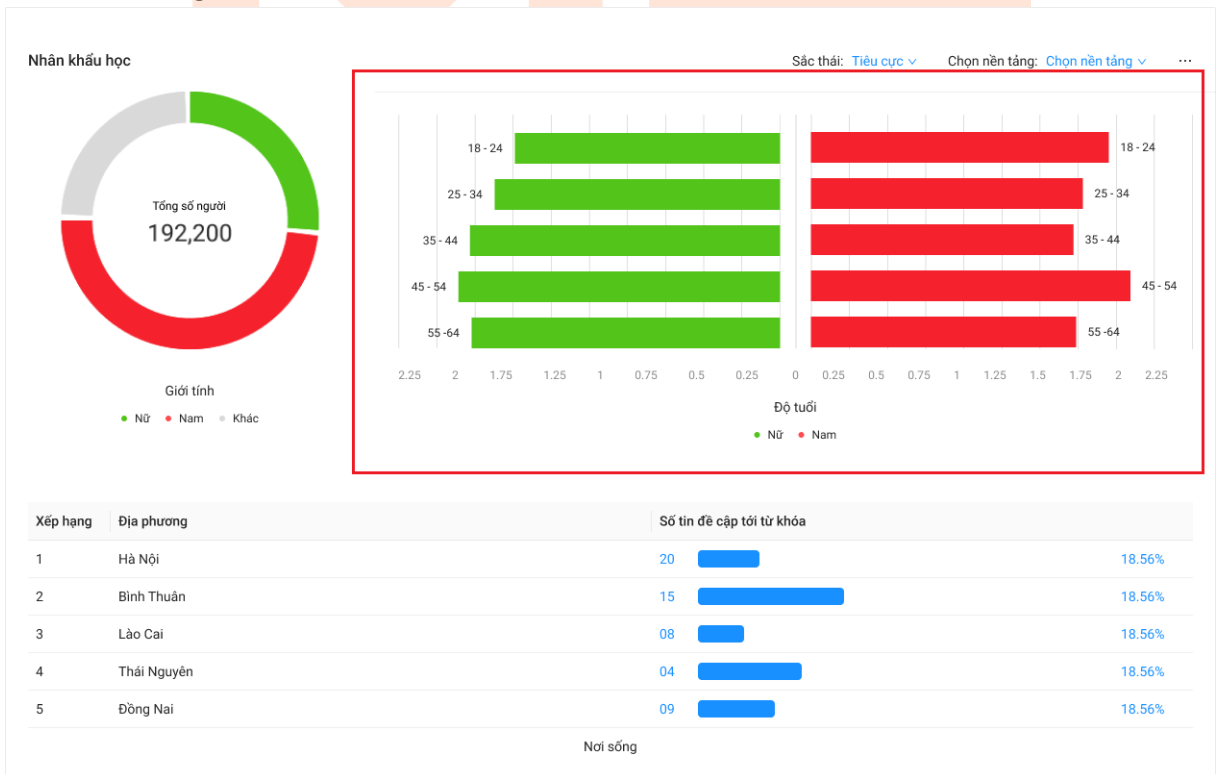 Nhân khẩu học
Sắc thái: Tiêu cực Chọn nền tảng: Chọn nền tảng ...
Tổng số người
192,200
Giới tính
Nữ Nam Khác
18 - 24 18 - 24
25 - 34 25 - 34
35 - 44 35 - 44
45 - 54 45 - 54
55 -64 55 -64
2.25 2 1.75 1.25 1 0.75 0.5 0.25 0 0.25 0.5 0.75 1 1.25 1.5 1.75 2 2.25
Độ tuổi
Nữ Nam
Xếp hạng Địa phương Số tin đề cập tới từ khóa
1 Hà Nội 20 18.56%
2 Bình Thuân 15 18.56%
3 Lào Cai 08 18.56%
4 Thái Nguyên 04 18.56%
5 Đồng Nai 09 18.56%
Nơi sống